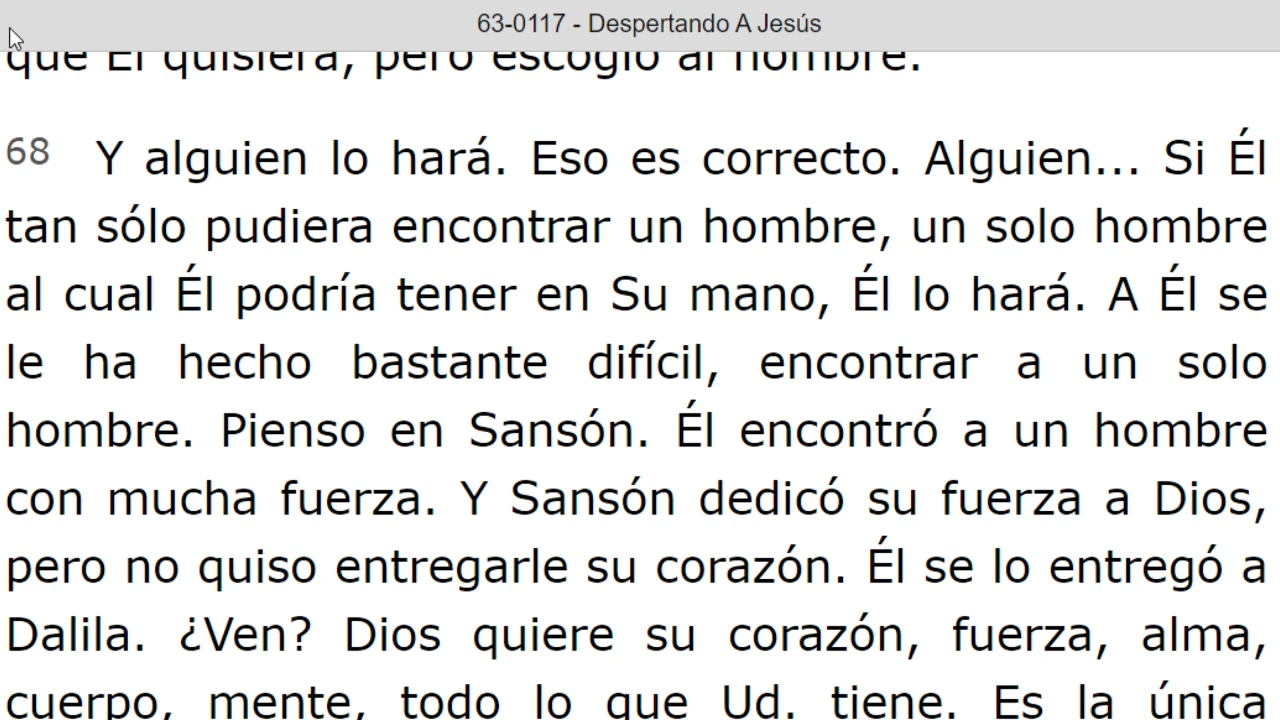 63-0117 - Despertando A Jesús
que Él quisiera, pero escogió al hombre.
68 Y alguien lo hará. Eso es correcto. Alguien... Si Él
tan sólo pudiera encontrar un hombre, un solo hombre
al cual Él podría tener en Su mano, Él lo hará. A Él se
le ha hecho bastante difícil, encontrar a un solo
hombre. Pienso en Sansón. Él encontró a un hombre
con mucha fuerza. Y Sansón dedicó su fuerza a Dios,
pero no quiso entregarle su corazón. Él se lo entregó a
Dalila. ¿Ven? Dios quiere su corazón, fuerza, alma,
cuerpo, mente, todo lo que Ud. tiene. Es la única